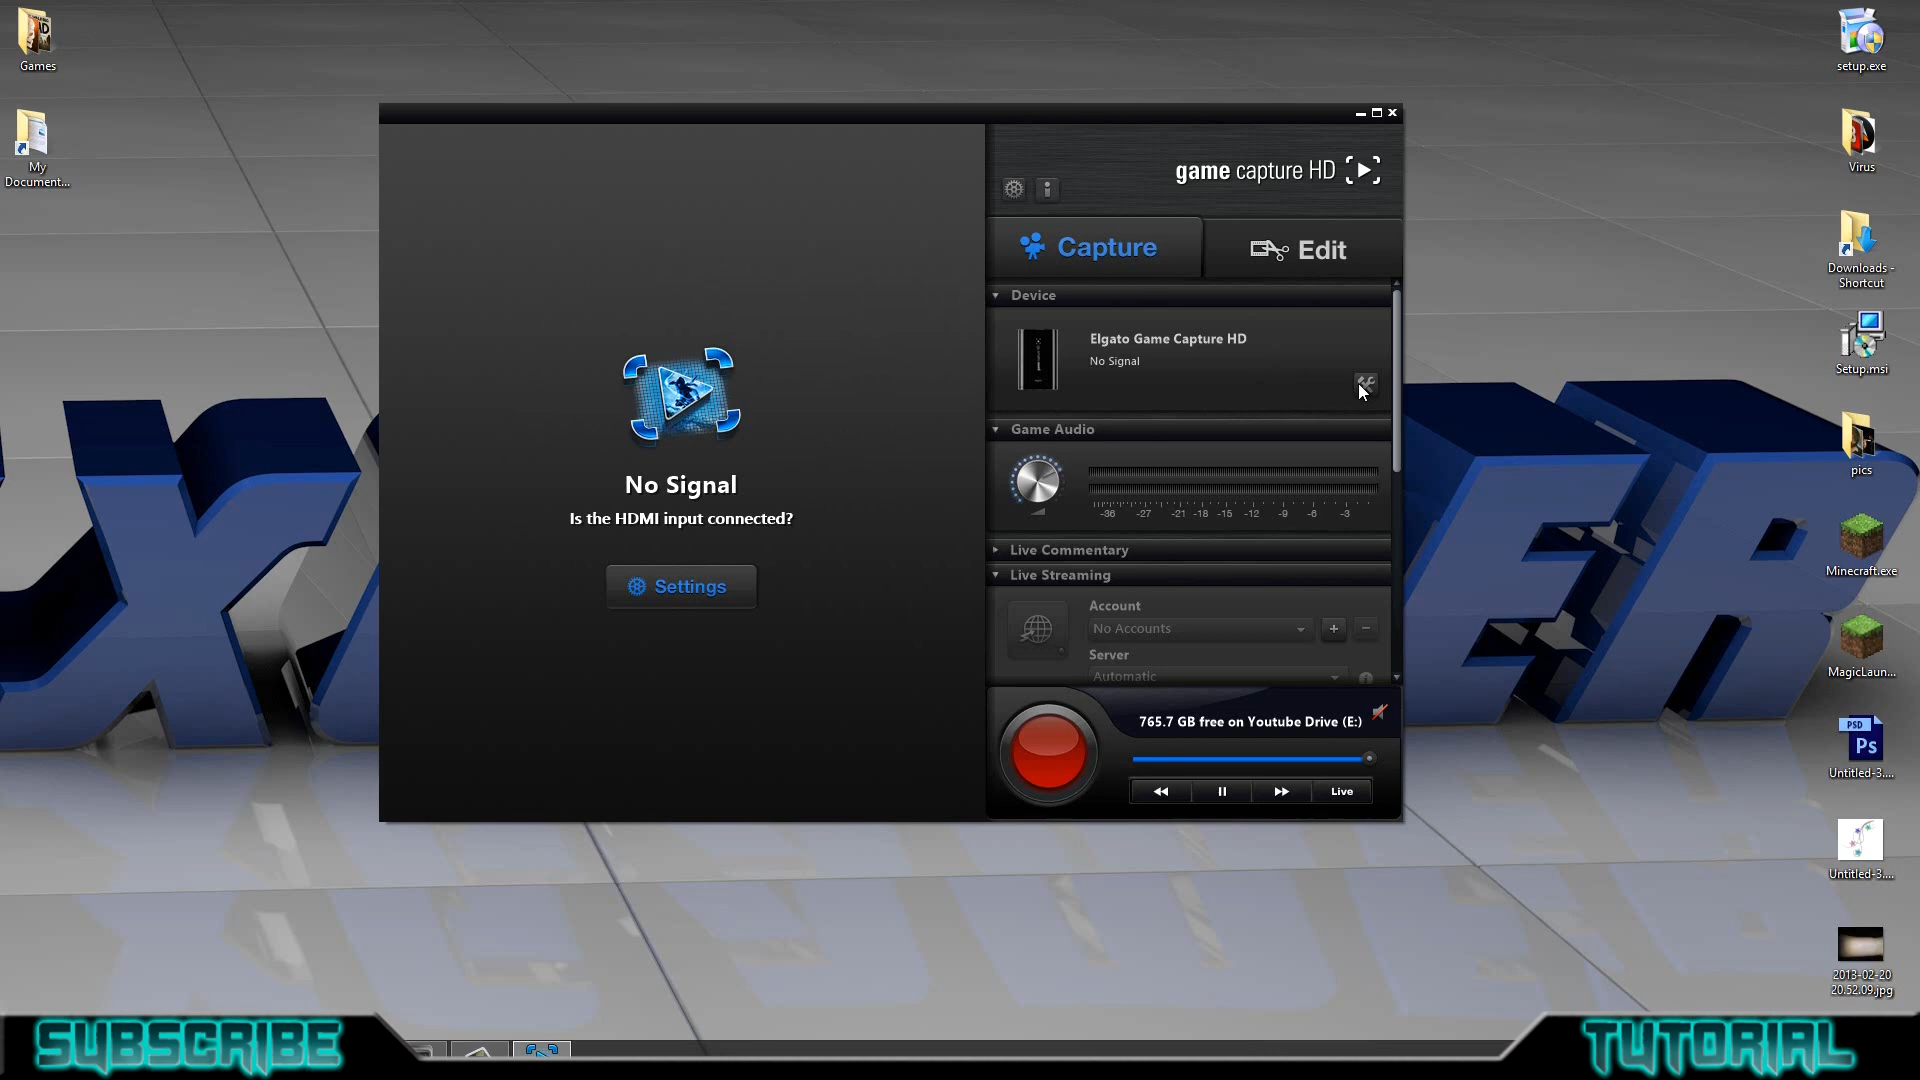 Games
My
Document...
game capture HD
Capture
Edit
Device
Elgato Game Capture HD
No Signal
Game Audio
-36 -27 -21 -18 -15 -12 -9 -6 -3
Live Commentary
Live Streaming
Account
No Accounts
Server
Automatic
765.7 GB free on Youtube Drive (E:)
Live
No Signal
Is the HDMI input connected?
Settings
setup.exe
Virus
Downloads -
Shortcut
Setup.msi
pics
Minecraft.exe
MagicLaun...
PSD
Ps
Untitled-3....
Untitled-3....
2013-02-20
20.52.09.jpg
ER
SUBSCRIBE
TUTORIAL